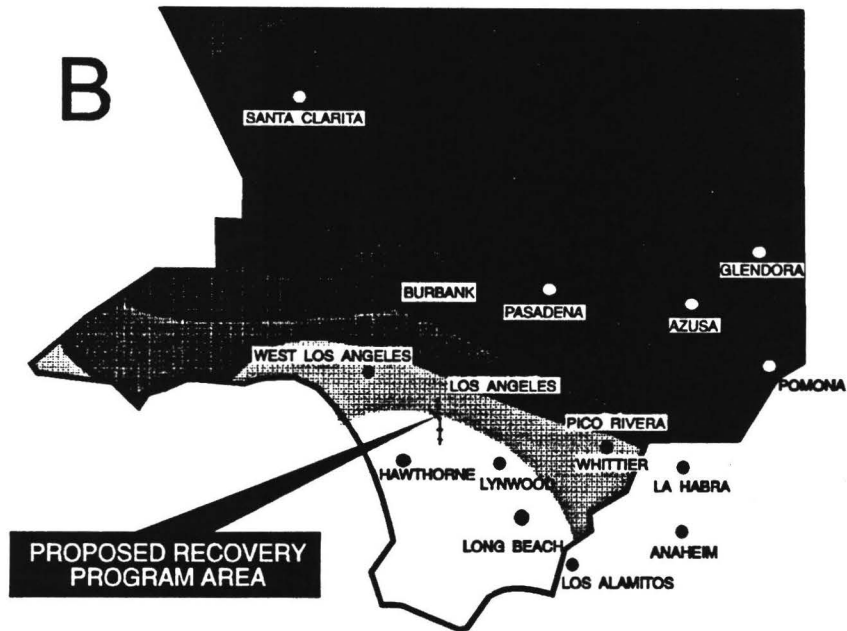 B
SANTA CLARITA
GLENDORA
BURBANK
PASADENA
AZUSA
WEST LOS ANGELES
LOS ANGELES
POMONA
PICO RIVERA
HAWTHORNE
LYNWOOD
WHITTIER
LA HABRA
LONG BEACH
ANAHEIM
LOS ALAMITOS
PROPOSED RECOVERY
PROGRAM AREA